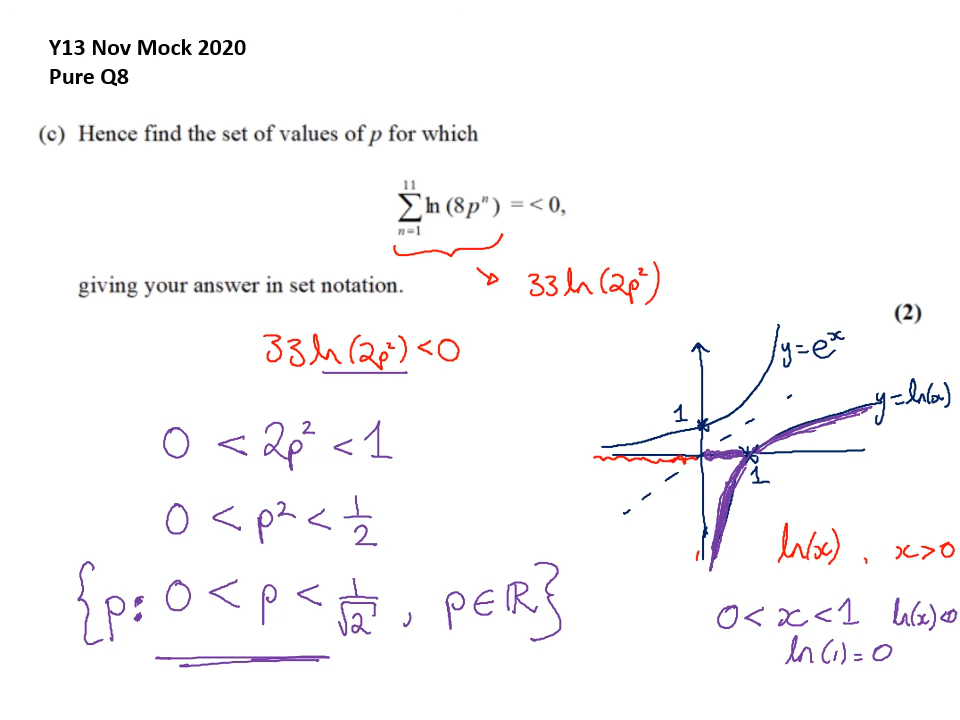 Y13 Nov Mock 2020
Pure Q8
(c) Hence find the set of values of p for which
11
∑ ln (8pⁿ) = < 0,
n=1
33 ln (2p²)
giving your answer in set notation.
(2)
33 ln (2p²) < 0
y = eˣ
y = ln(x)
1
1
0 < 2p² < 1
0 < p² < 1/2
ln(x) , x > 0
{p: 0 < p < 1/√2 , p ∈ ℝ}
0 < x < 1 ln(x) < 0
ln(1) = 0